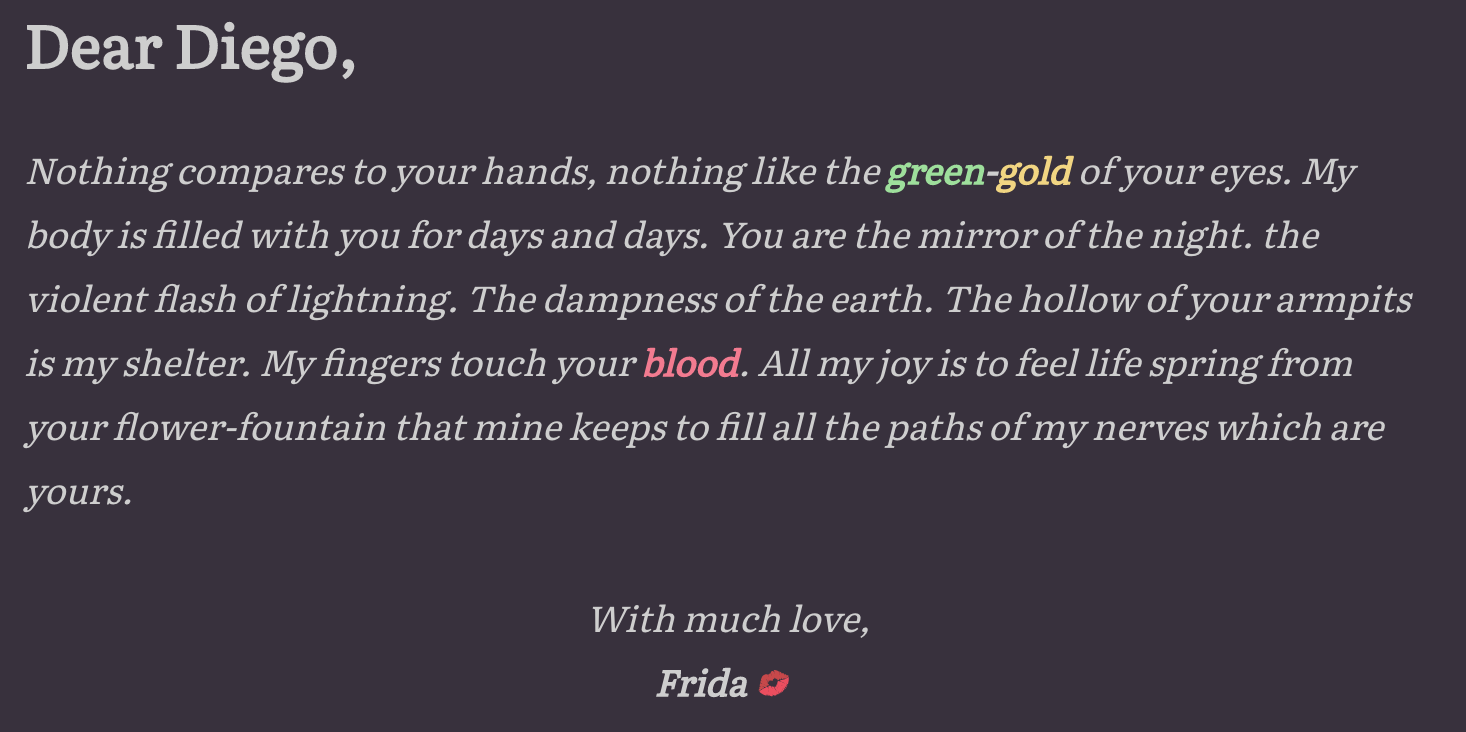 Dear Diego,
Nothing compares to your hands, nothing like the green-gold of your eyes. My
body is filled with you for days and days. You are the mirror of the night. the
violent flash of lightning. The dampness of the earth. The hollow of your armpits
is my shelter. My fingers touch your blood. All my joy is to feel life spring from
your flower-fountain that mine keeps to fill all the paths of my nerves which are
yours.
With much love,
Frida 💋